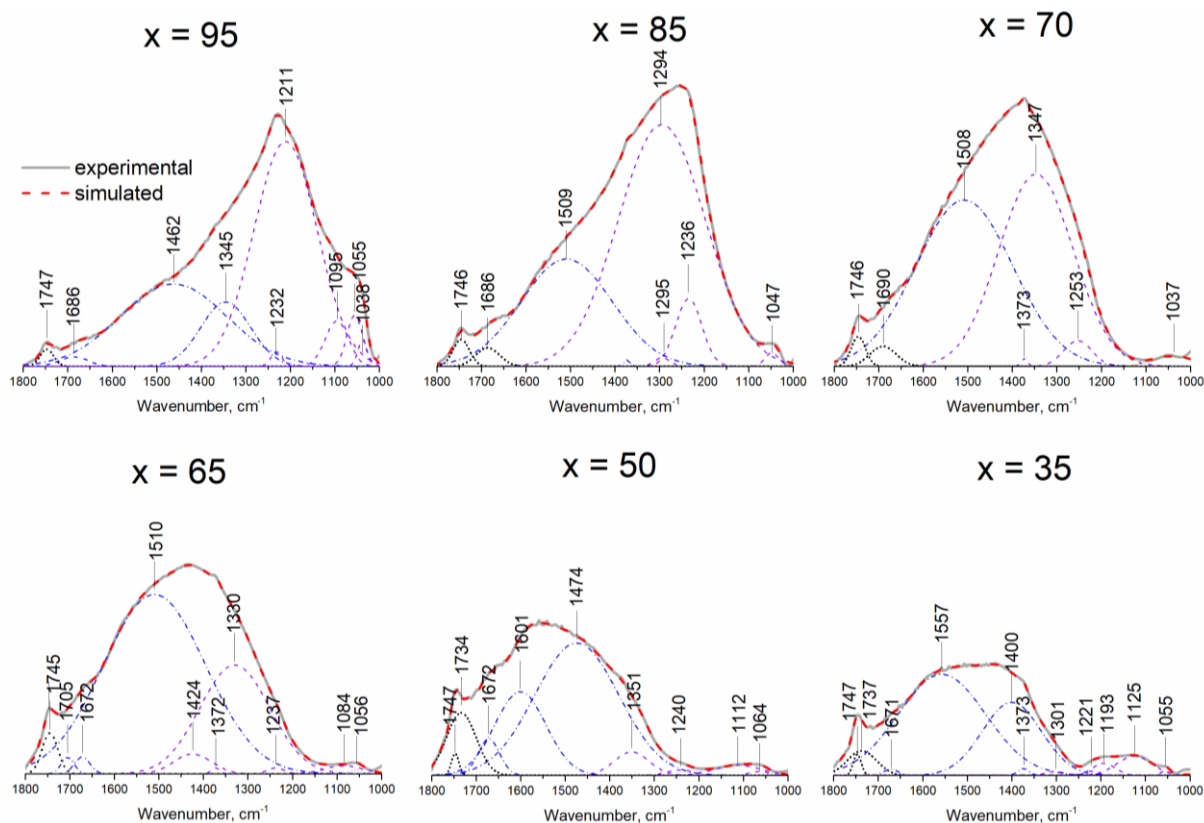 x = 95
1211
experimental
simulated
1462
1345
1747
1686
1232
1095
1055
1038
1800 1700 1600 1500 1400 1300 1200 1100 1000
Wavenumber, cm-1
x = 85
1294
1509
1746
1686
1295
1236
1047
1800 1700 1600 1500 1400 1300 1200 1100 1000
Wavenumber, cm-1
x = 70
1508
1347
1746
1690
1373
1253
1037
1800 1700 1600 1500 1400 1300 1200 1100 1000
Wavenumber, cm-1
x = 65
1510
1745
1705
1672
1424
1372
1330
1237
1084
1056
1800 1700 1600 1500 1400 1300 1200 1100 1000
Wavenumber, cm-1
x = 50
1747
1734
1672
1601
1474
1351
1240
1112
1064
1800 1700 1600 1500 1400 1300 1200 1100 1000
Wavenumber, cm-1
x = 35
1747
1737
1671
1557
1400
1373
1301
1221
1193
1125
1055
1800 1700 1600 1500 1400 1300 1200 1100 1000
Wavenumber, cm-1